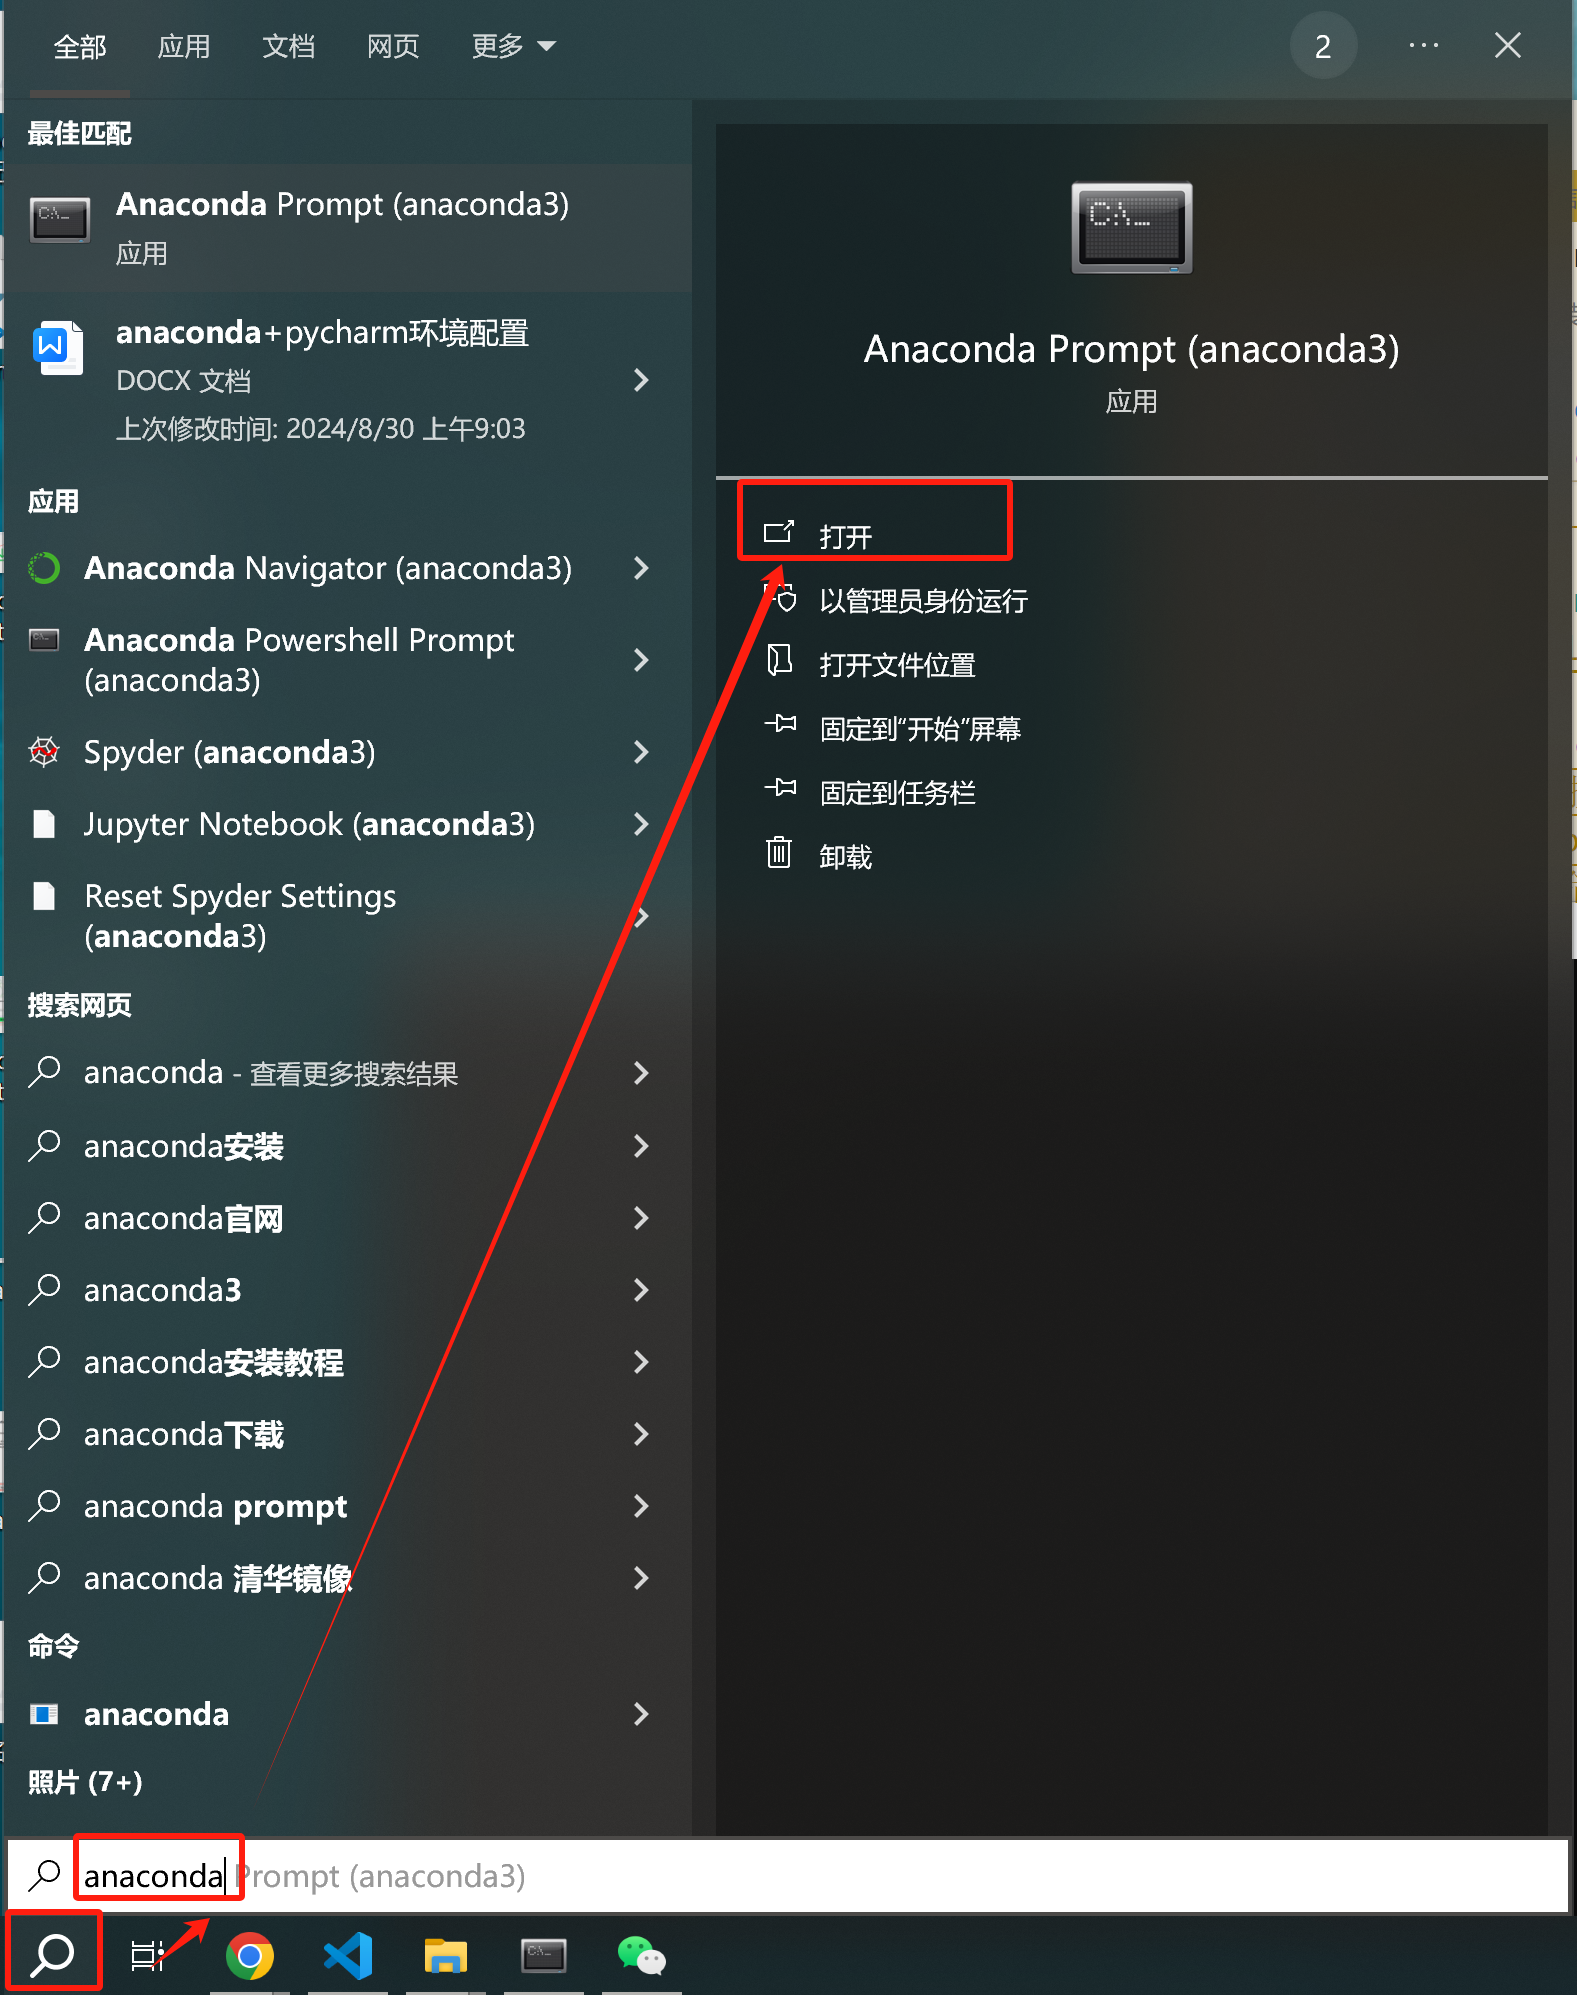 全部 应用 文档 网页 更多 2
最佳匹配
Anaconda Prompt (anaconda3)
应用
anaconda+pycharm环境配置
DOCX 文档
上次修改时间: 2024/8/30 上午9:03
应用
Anaconda Navigator (anaconda3)
Anaconda Powershell Prompt
(anaconda3)
Spyder (anaconda3)
Jupyter Notebook (anaconda3)
Reset Spyder Settings
(anaconda3)
搜索网页
anaconda - 查看更多搜索结果
anaconda安装
anaconda官网
anaconda3
anaconda安装教程
anaconda下载
anaconda prompt
anaconda 清华镜像
命令
anaconda
照片 (7+)
Anaconda Prompt (anaconda3)
应用
打开
以管理员身份运行
打开文件位置
固定到“开始”屏幕
固定到任务栏
卸载
anaconda Prompt (anaconda3)